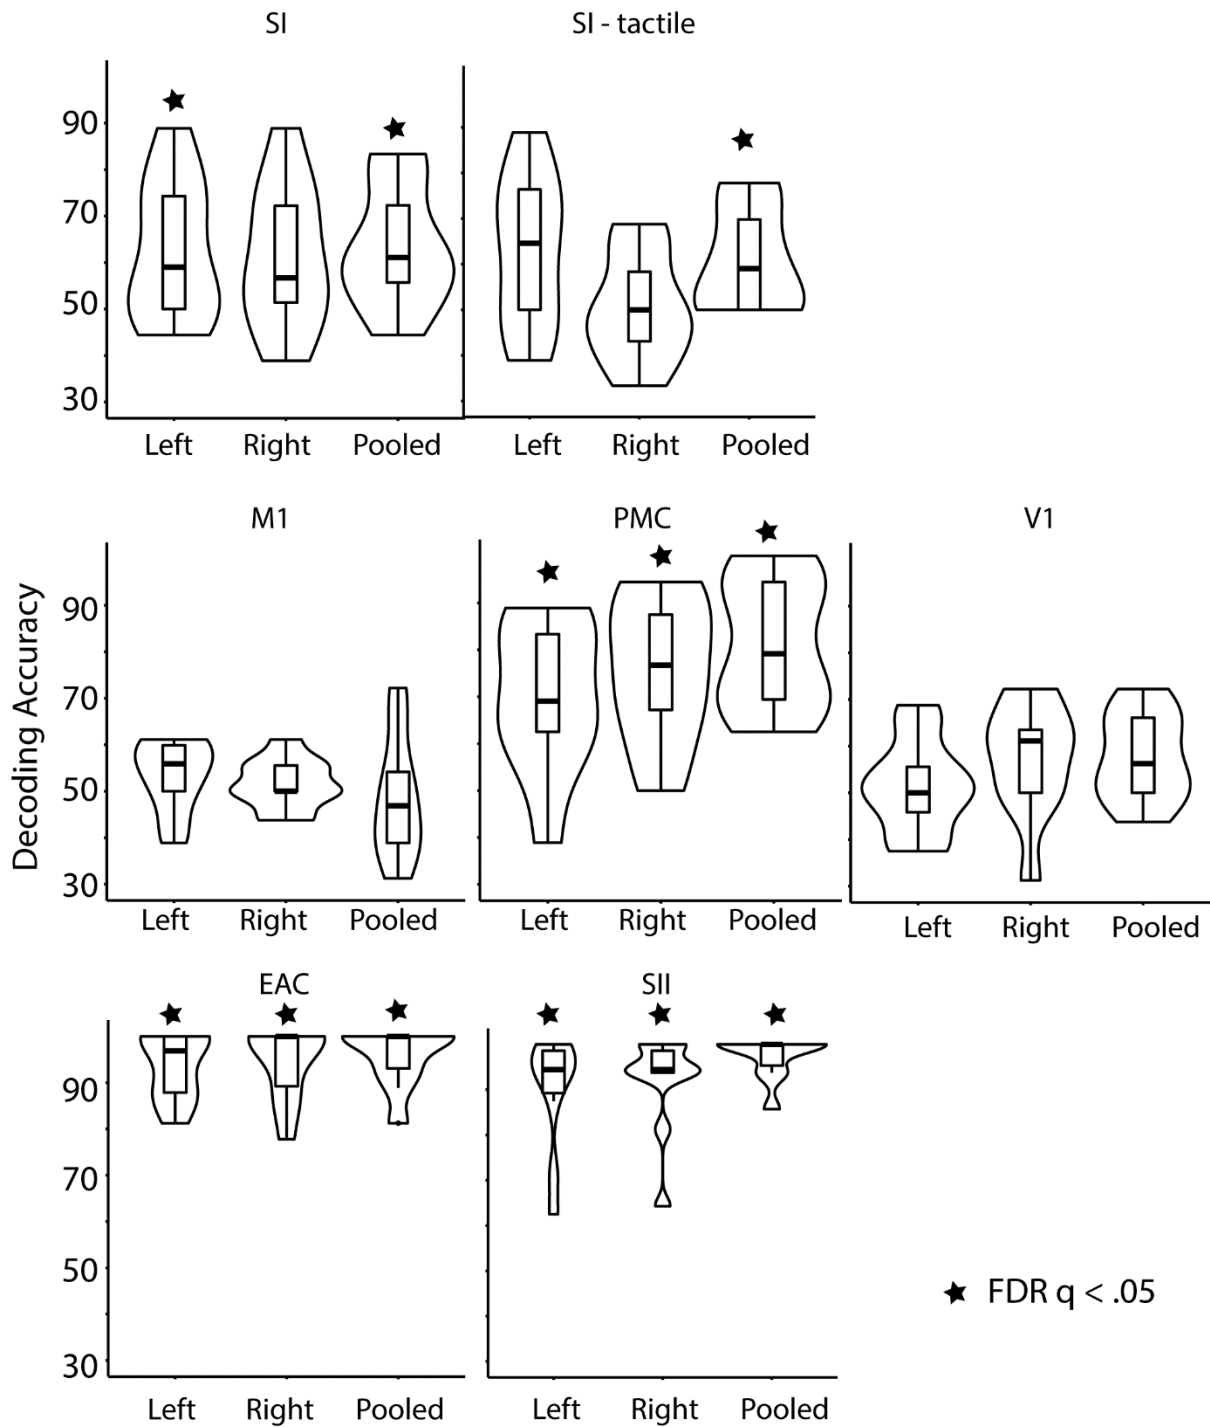 SI SI - tactile
90
70
50
30
Left Right Pooled Left Right Pooled
M1 PMC V1
Decoding Accuracy
90
70
50
30
Left Right Pooled Left Right Pooled Left Right Pooled
EAC SII
90
70
50
30
FDR q < .05
Left Right Pooled Left Right Pooled